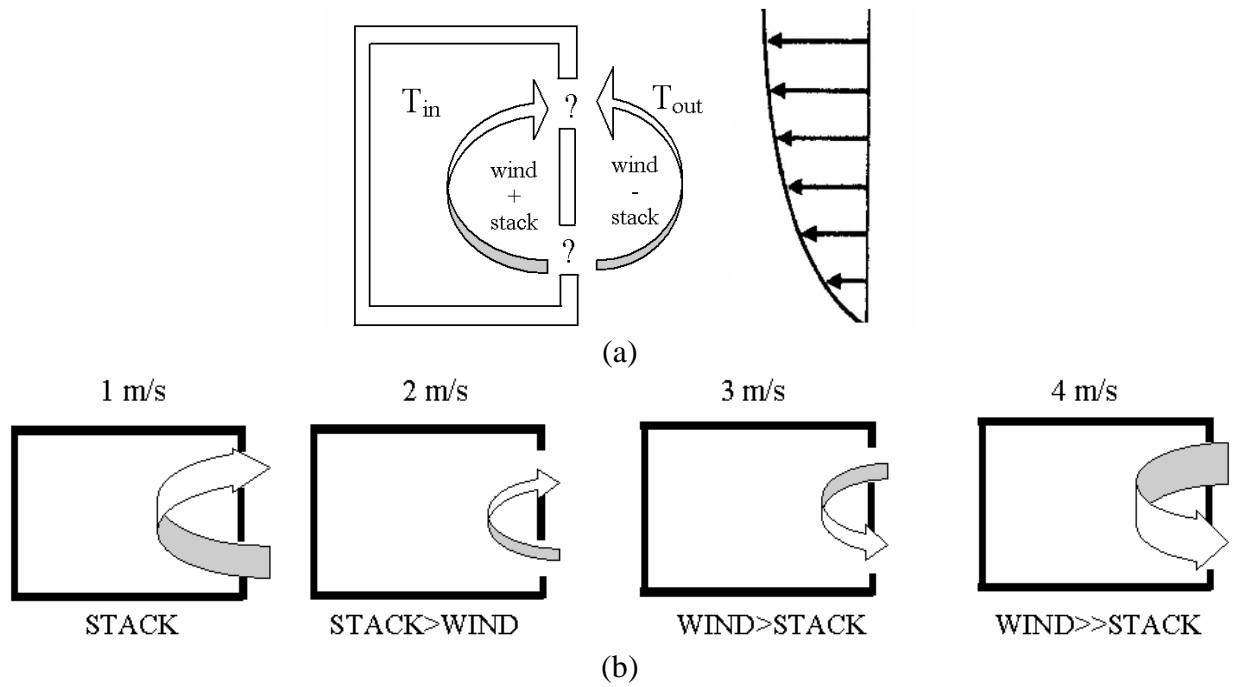 T_in
?
T_out
wind
+
stack
wind
-
stack
?
(a)
1 m/s
2 m/s
3 m/s
4 m/s
STACK
STACK>WIND
WIND>STACK
WIND>>STACK
(b)